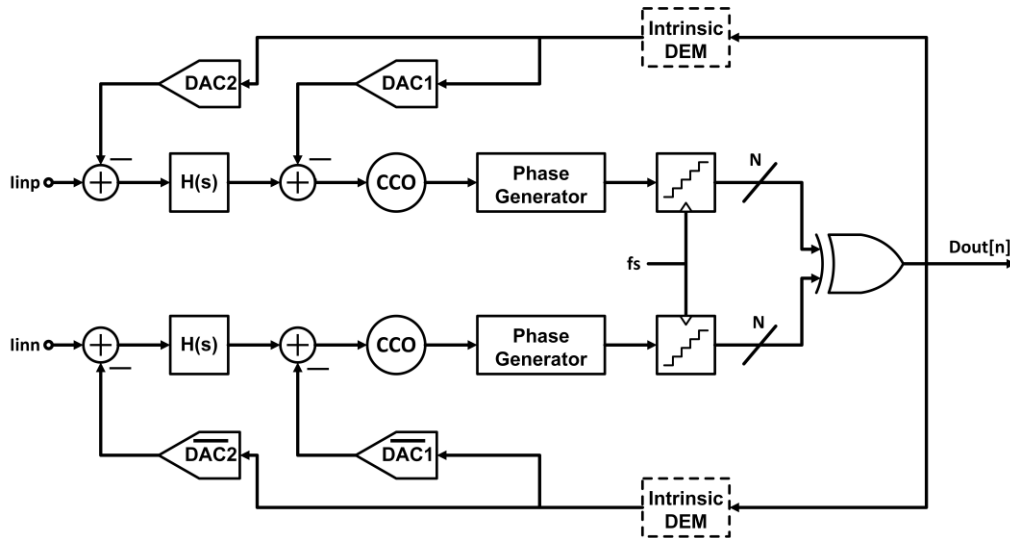 Intrinsic
DEM
DAC2
DAC1
N
Iinp
H(s)
CCO
Phase
Generator
fs
Dout[n]
N
Iinn
H(s)
CCO
Phase
Generator
DAC2
DAC1
Intrinsic
DEM